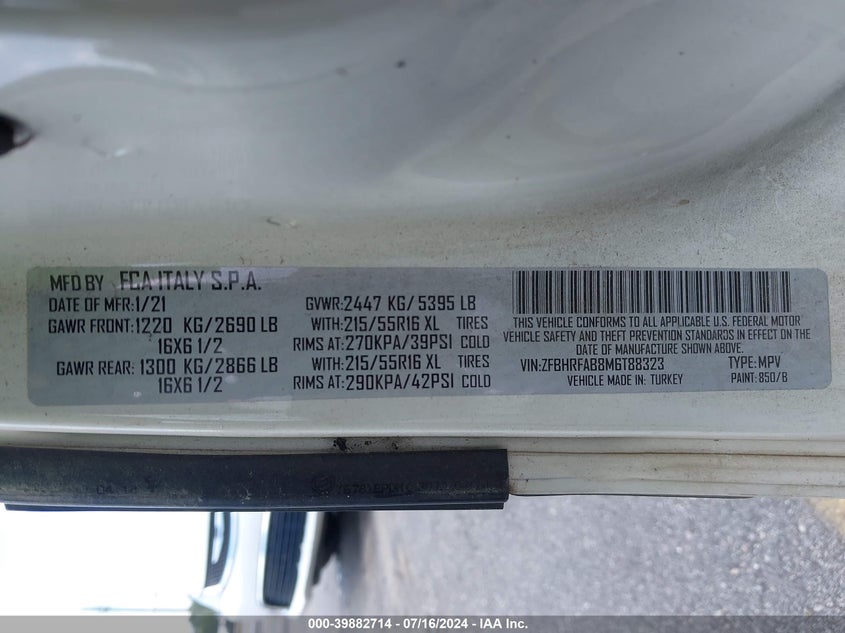 MFD BY FCA ITALY S.P.A.
DATE OF MFR:1/21 GVWR:2447 KG/5395 LB
GAWR FRONT:1220 KG/2690 LB WITH:215/55R16 XL TIRES
16X6 1/2 RIMS AT:270KPA/39PSI COLD
GAWR REAR:1300 KG/2866 LB WITH:215/55R16 XL TIRES
16X6 1/2 RIMS AT:290KPA/42PSI COLD
THIS VEHICLE CONFORMS TO ALL APPLICABLE U.S. FEDERAL MOTOR
VEHICLE SAFETY AND THEFT PREVENTION STANDARDS IN EFFECT ON
THE DATE OF MANUFACTURE SHOWN ABOVE.
VIN:ZFBHRFAB8M6T88323 TYPE:MPV
VEHICLE MADE IN: TURKEY PAINT:850/B
000-39882714 - 07/16/2024 - IAA Inc.